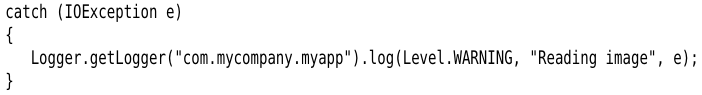 catch (IOException e)
{
   Logger.getLogger("com.mycompany.myapp").log(Level.WARNING, "Reading image", e);
}